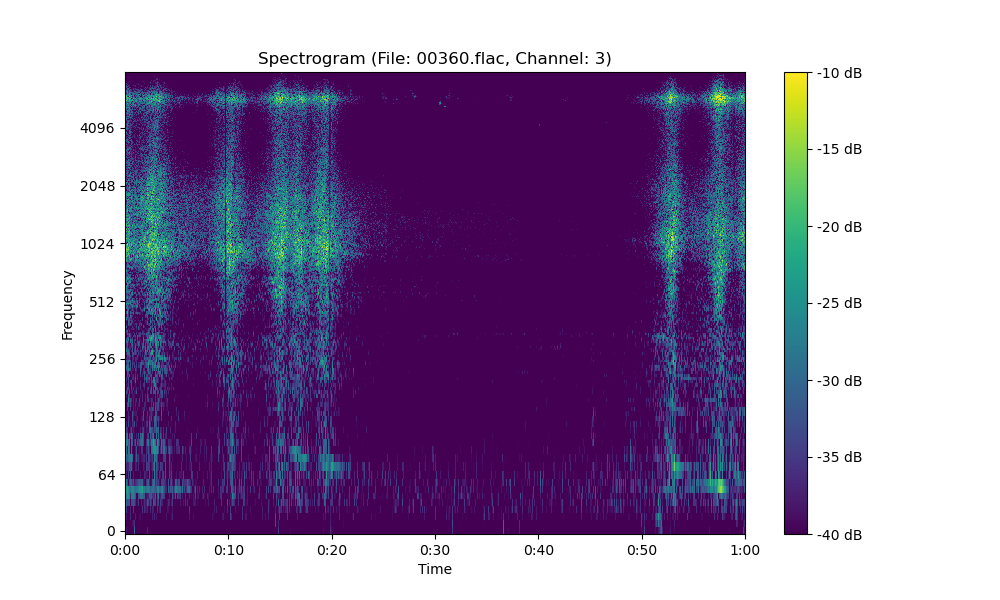 Spectrogram (File: 00360.flac, Channel: 3)
Frequency
4096
2048
1024
512
256
128
64
0
0:00
0:10
0:20
0:30
0:40
0:50
1:00
Time
-10 dB
-15 dB
-20 dB
-25 dB
-30 dB
-35 dB
-40 dB